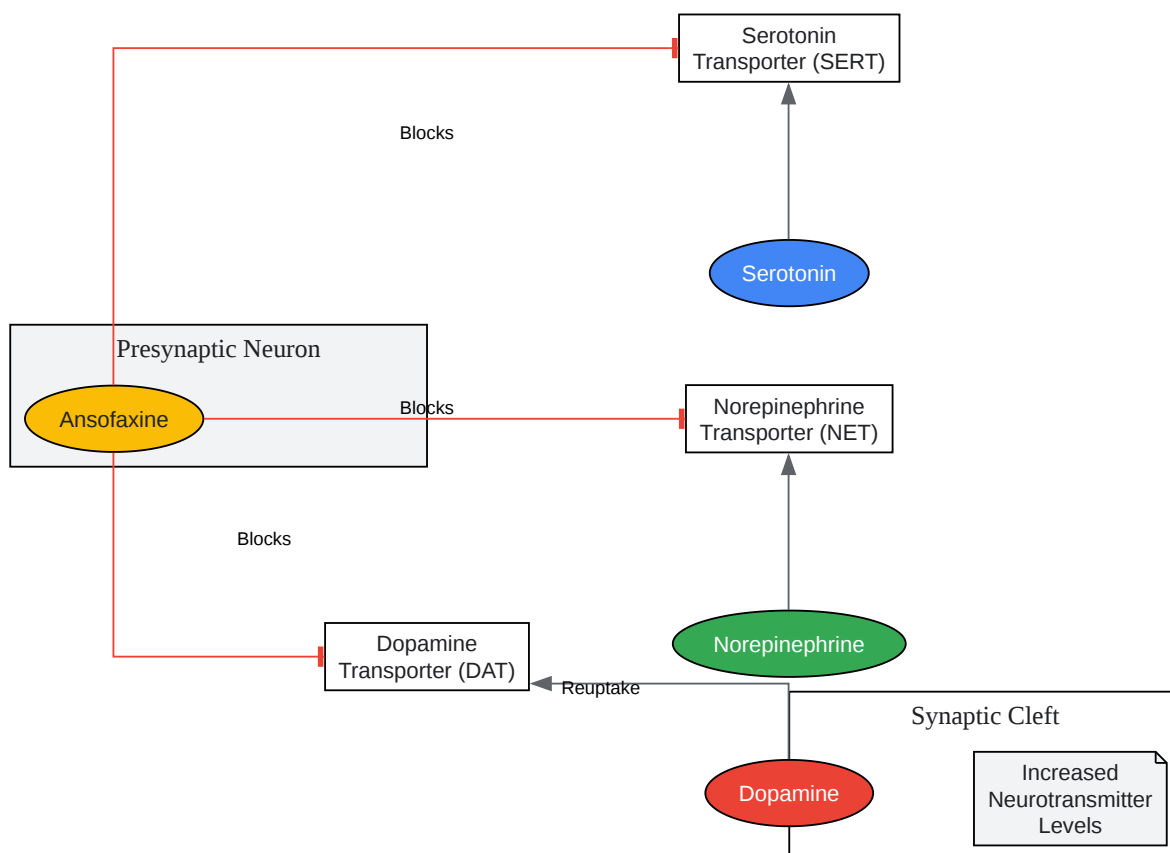 Serotonin
Transporter (SERT)
Blocks
Serotonin
Presynaptic Neuron
Ansofaxine
Blocks
Norepinephrine
Transporter (NET)
Blocks
Dopamine
Transporter (DAT)
Norepinephrine
Reuptake
Synaptic Cleft
Dopamine
Increased
Neurotransmitter
Levels